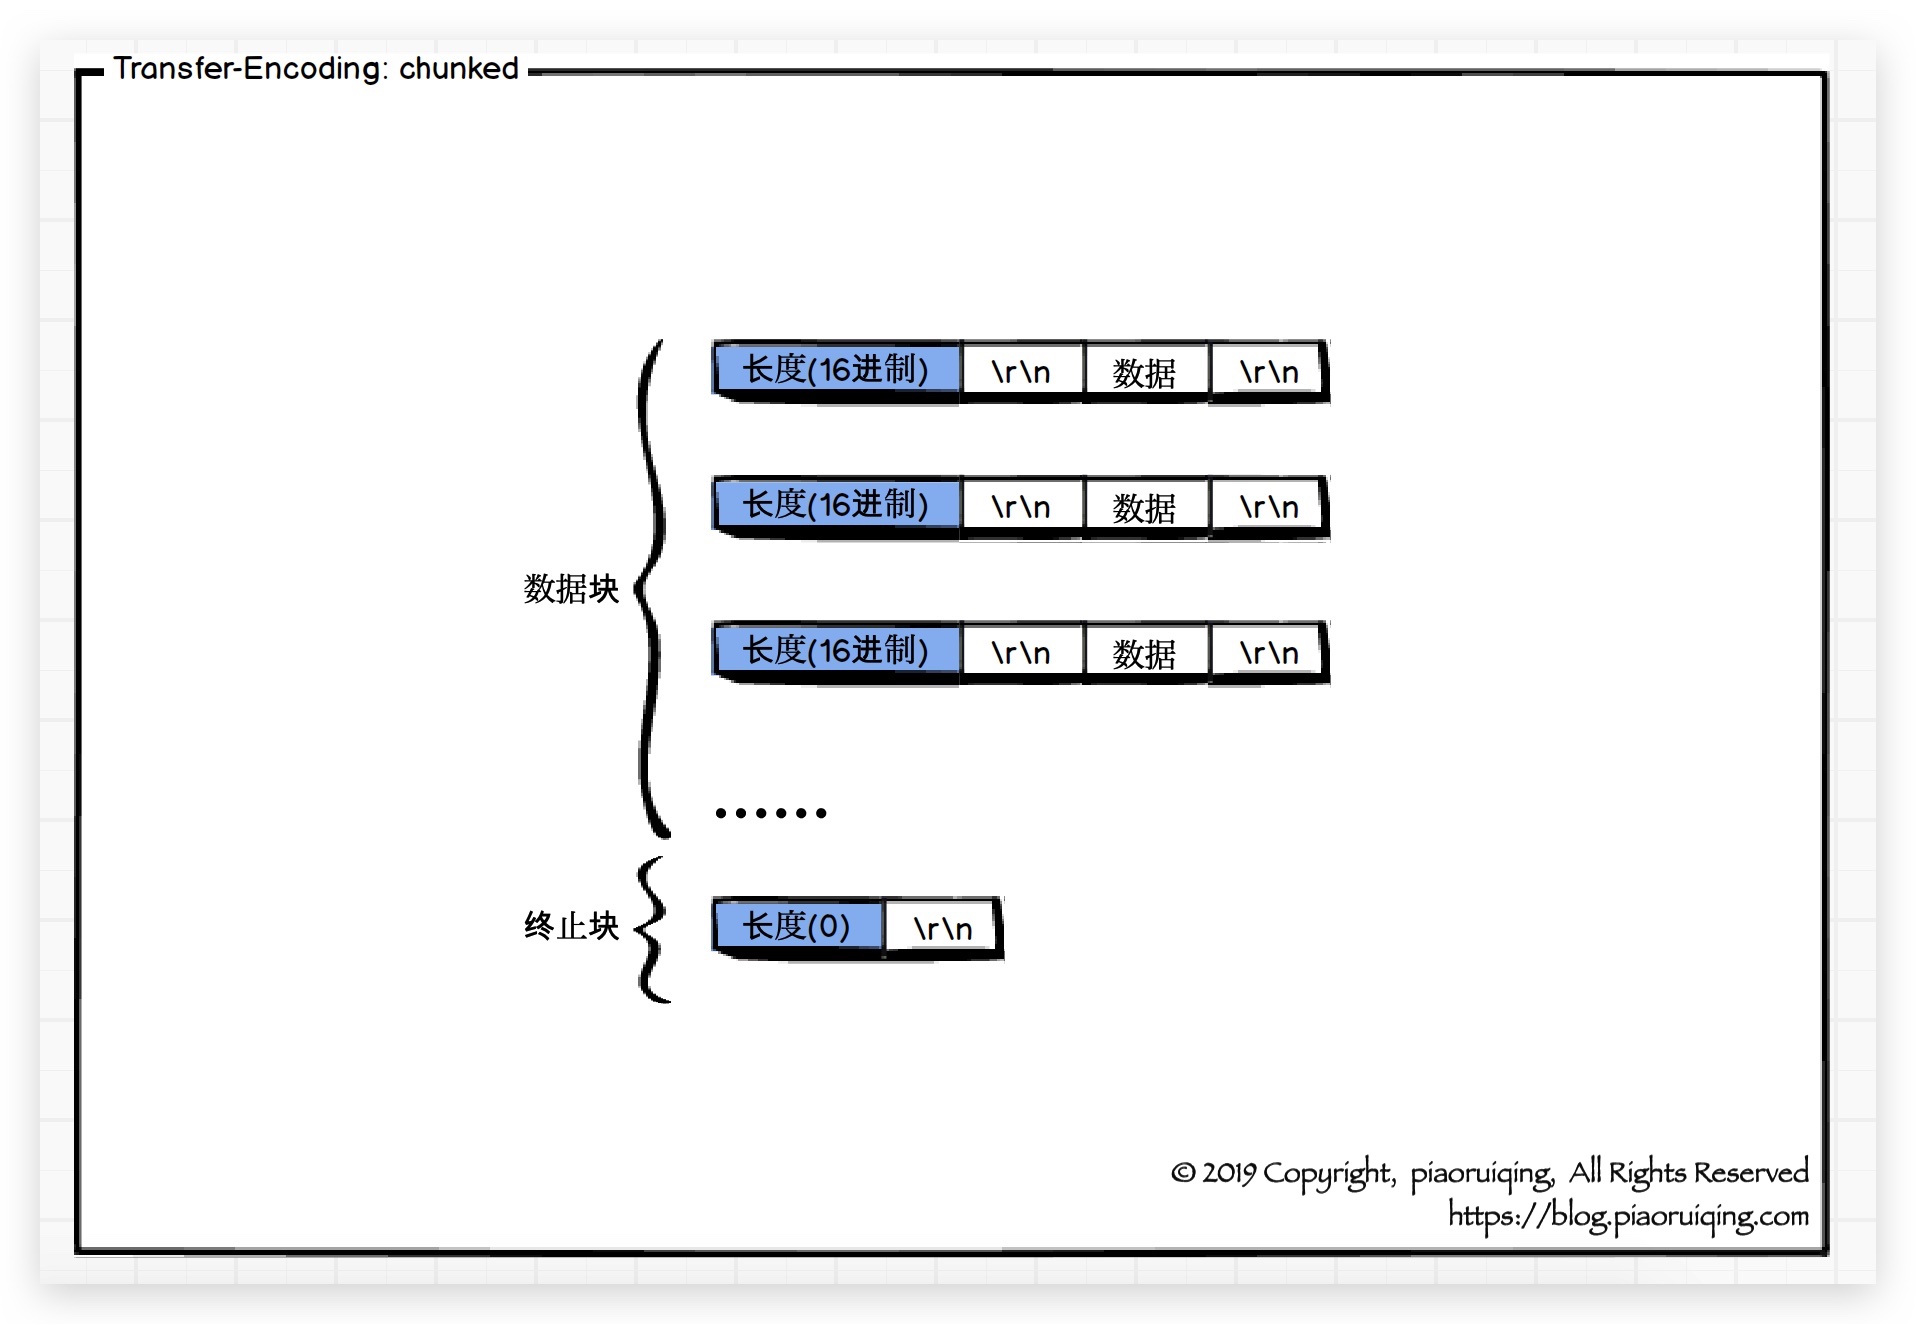 Transfer-Encoding: chunked
长度(16进制) \r\n 数据 \r\n
长度(16进制) \r\n 数据 \r\n
数据块
长度(16进制) \r\n 数据 \r\n
······
终止块 长度(0) \r\n
© 2019 Copyright, piaoruiqing, All Rights Reserved
https://blog.piaoruiqing.com